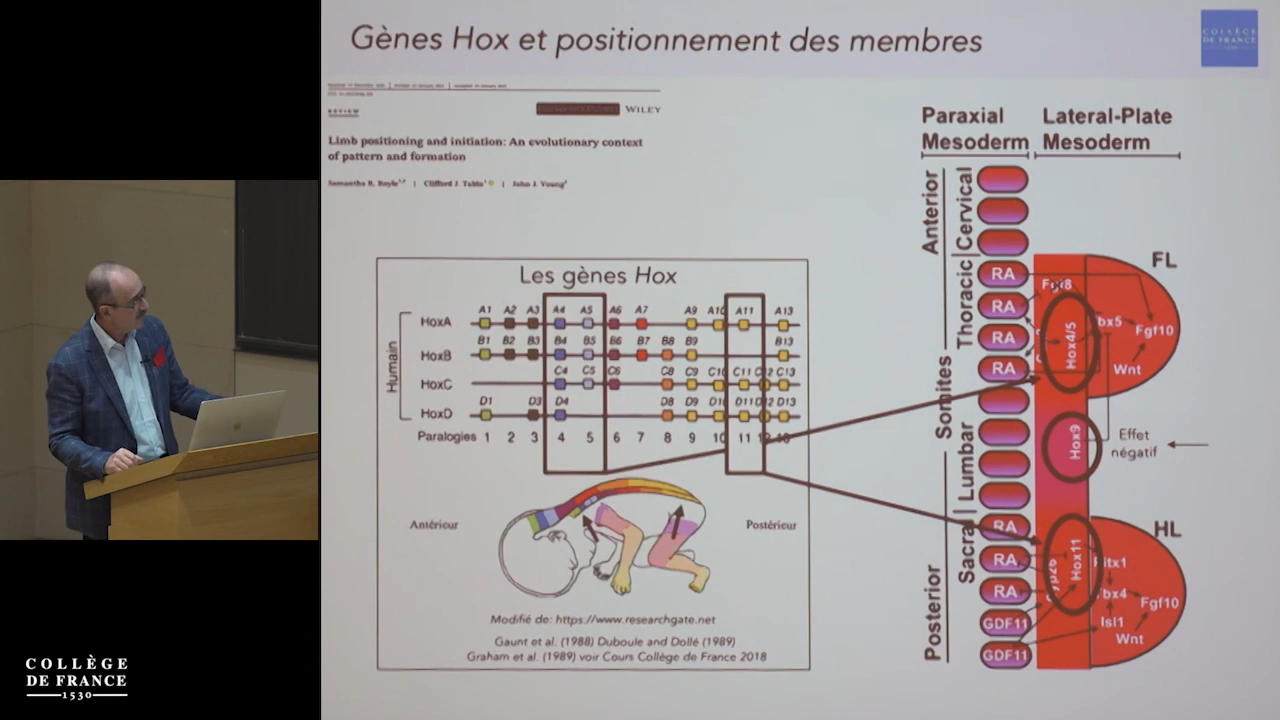 Gènes Hox et positionnement des membres
COLLÈGE
DE FRANCE
1530
REVIEW
WILEY
Limb positioning and initiation: An evolutionary context
of pattern and formation
Samantha R. Royle | Clifford J. Tabin | John J. Young
Les gènes Hox
Humain
A1 A2 A3 A4 A5 A6 A7 A9 A10 A11 A13
HoxA
B1 B2 B3 B4 B5 B6 B7 B8 B9 B13
HoxB
C4 C5 C6 C8 C9 C10 C11 C12 C13
HoxC
D1 D3 D4 D8 D9 D10 D11 D12 D13
HoxD
Paralogies 1 2 3 4 5 6 7 8 9 10 11 12 13
Antérieur
Postérieur
Modifié de: https://www.researchgate.net
Gaunt et al. (1988) Duboule and Dollé (1989)
Graham et al. (1989) voir Cours Collège de France 2018
Paraxial
Mesoderm
Lateral-Plate
Mesoderm
Anterior
Somites
Posterior
Cervical
Thoracic
Lumbar
Sacral
RA
RA
RA
RA
RA
RA
RA
GDF11
GDF11
FL
Fgf8
Hox4/5
Tbx5
Fgf10
Wnt
Hox9
Effet
négatif
HL
Hox11
Cyp26
Pitx1
Tbx4
Fgf10
Isl1
Wnt
COLLÈGE
DE FRANCE
1530